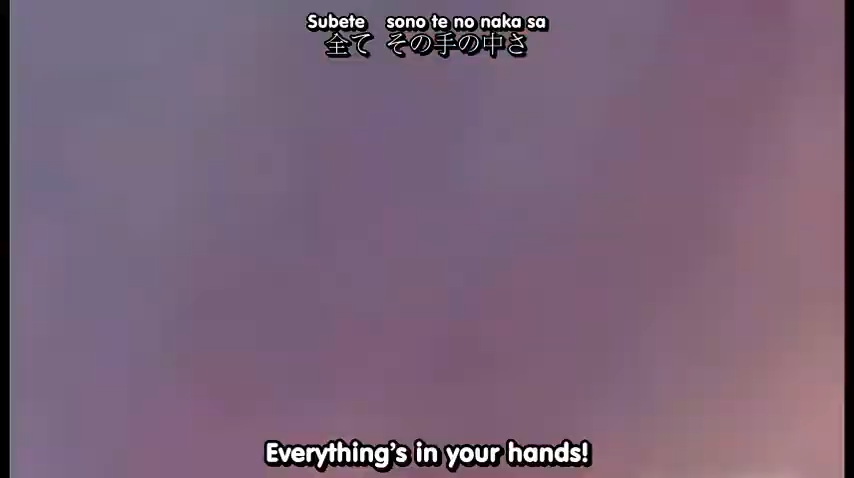 Subete sono te no naka sa
全て その手の中さ
Everything's in your hands!